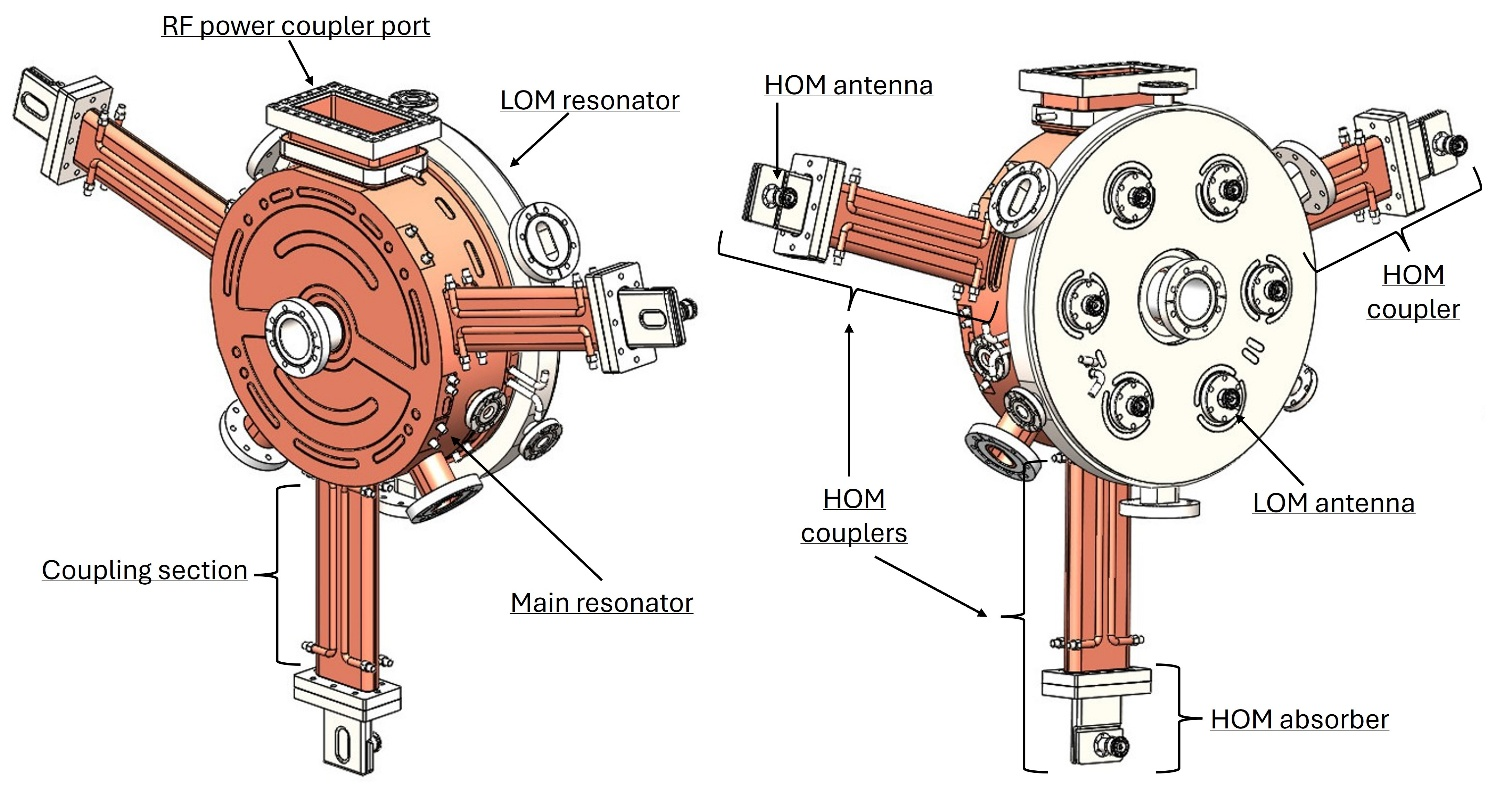 RF power coupler port
LOM resonator
Coupling section
Main resonator
HOM antenna
HOM
coupler
HOM
couplers
LOM antenna
HOM absorber